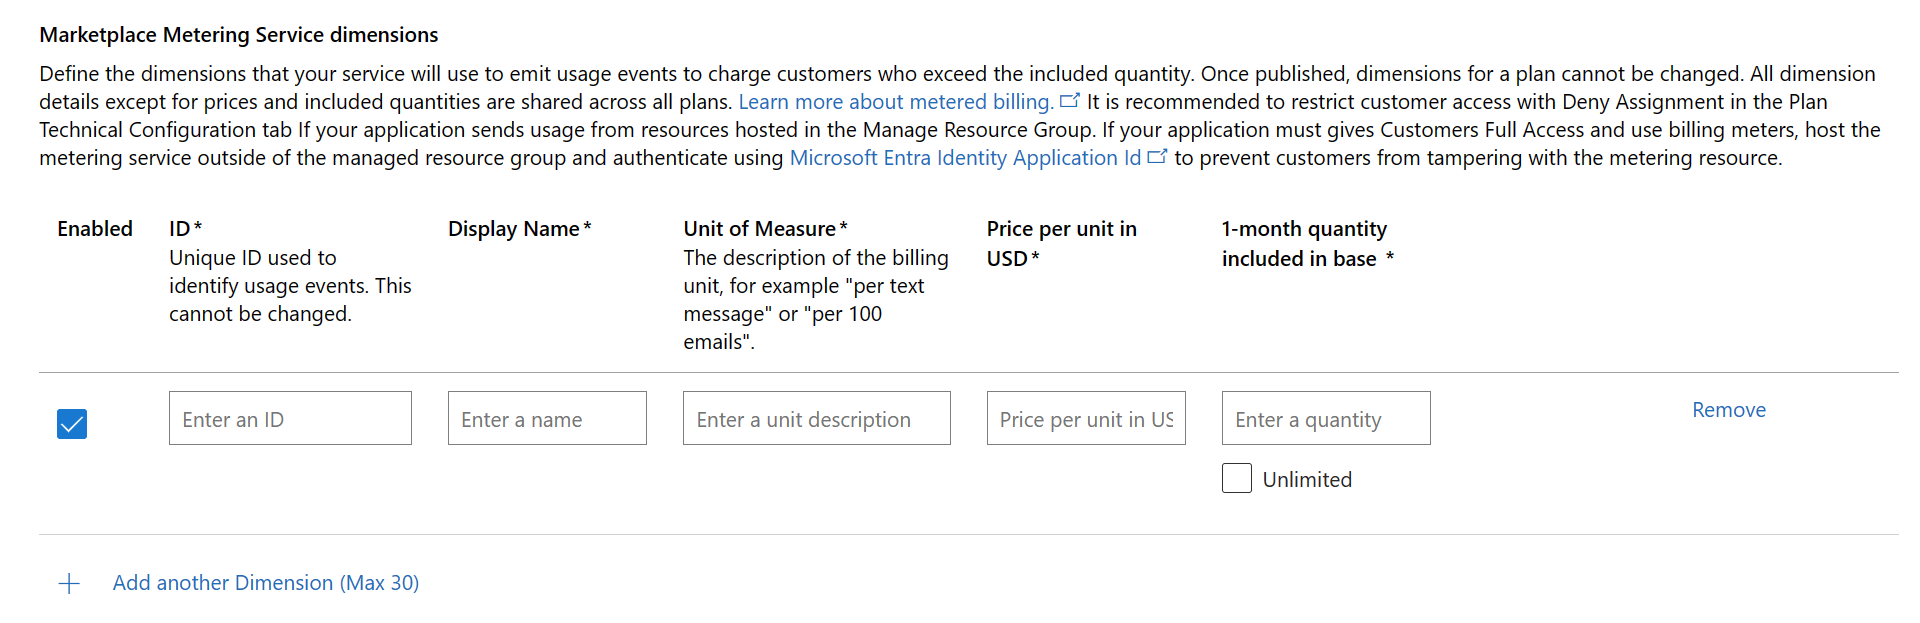 Marketplace Metering Service dimensions
Define the dimensions that your service will use to emit usage events to charge customers who exceed the included quantity. Once published, dimensions for a plan cannot be changed. All dimension
details except for prices and included quantities are shared across all plans. Learn more about metered billing. It is recommended to restrict customer access with Deny Assignment in the Plan
Technical Configuration tab If your application sends usage from resources hosted in the Manage Resource Group. If your application must gives Customers Full Access and use billing meters, host the
metering service outside of the managed resource group and authenticate using Microsoft Entra Identity Application Id to prevent customers from tampering with the metering resource.
Enabled
ID*
Unique ID used to
identify usage events. This
cannot be changed.
Display Name*
Unit of Measure*
The description of the billing
unit, for example "per text
message" or "per 100
emails".
Price per unit in
USD*
1-month quantity
included in base *
Enter an ID
Enter a name
Enter a unit description
Price per unit in US
Enter a quantity
Unlimited
Remove
Add another Dimension (Max 30)